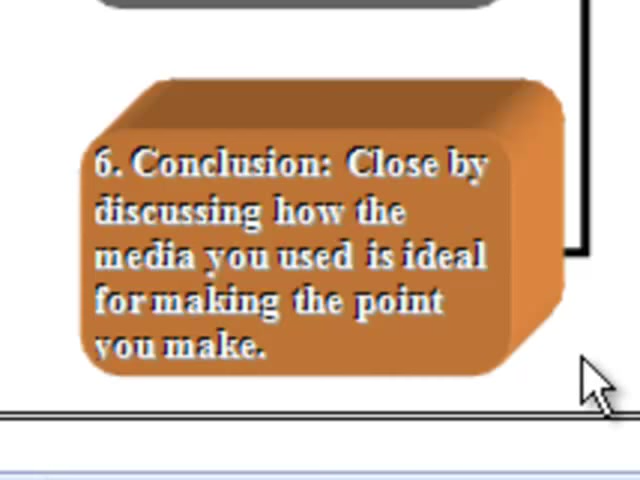 6. Conclusion: Close by
discussing how the
media you used is ideal
for making the point
you make.